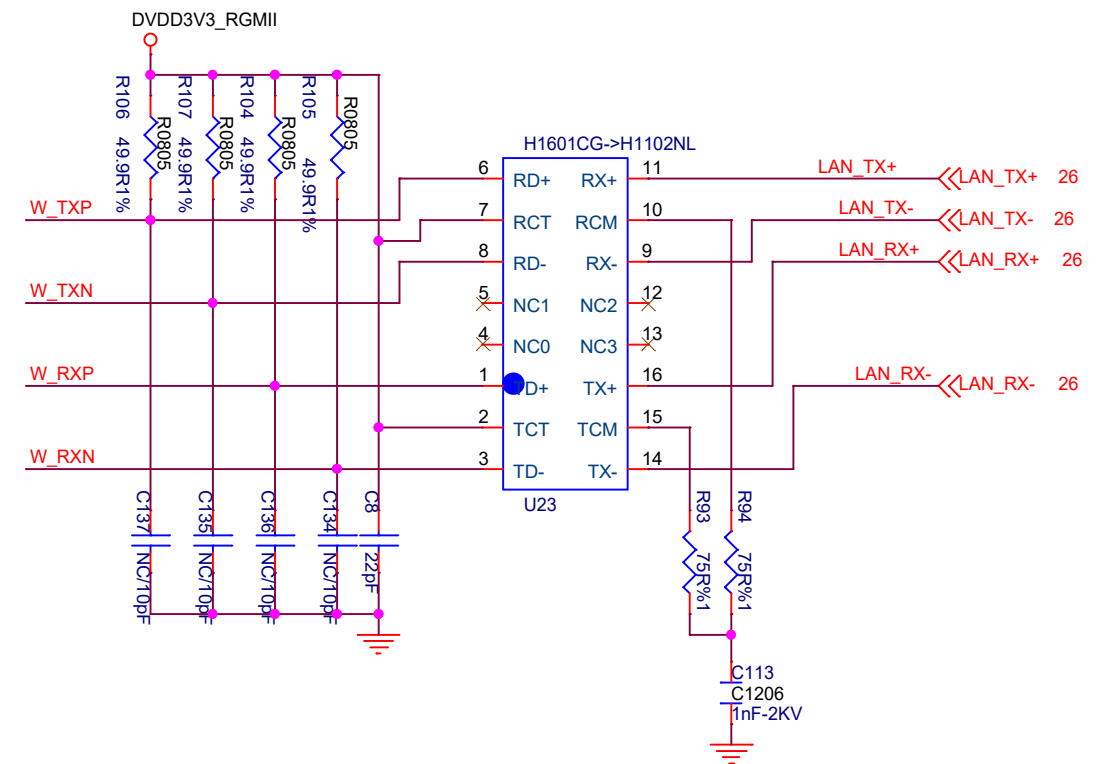 DVDD3V3_RGMII
R106 49.9R1%
R0805
R107 49.9R1%
R0805
R104 49.9R1%
R0805
R105 49.9R1%
R0805
H1601CG->H1102NL
6 RD+ RX+ 11 LAN_TX+ LAN_TX+ 26
W_TXP
7 RCT RCM 10 LAN_TX- LAN_TX- 26
8 RD- RX- 9 LAN_RX+ LAN_RX+ 26
W_TXN
5 NC1 NC2 12
4 NC0 NC3 13
W_RXP
1 TD+ TX+ 16 LAN_RX- LAN_RX- 26
2 TCT TCM 15
W_RXN
3 TD- TX- 14
U23
C137 NC/10pF
C135 NC/10pF
C136 NC/10pF
C134 NC/10pF
C8 22pF
R93 75R%1
R94 75R%1
C113
C1206
1nF-2KV